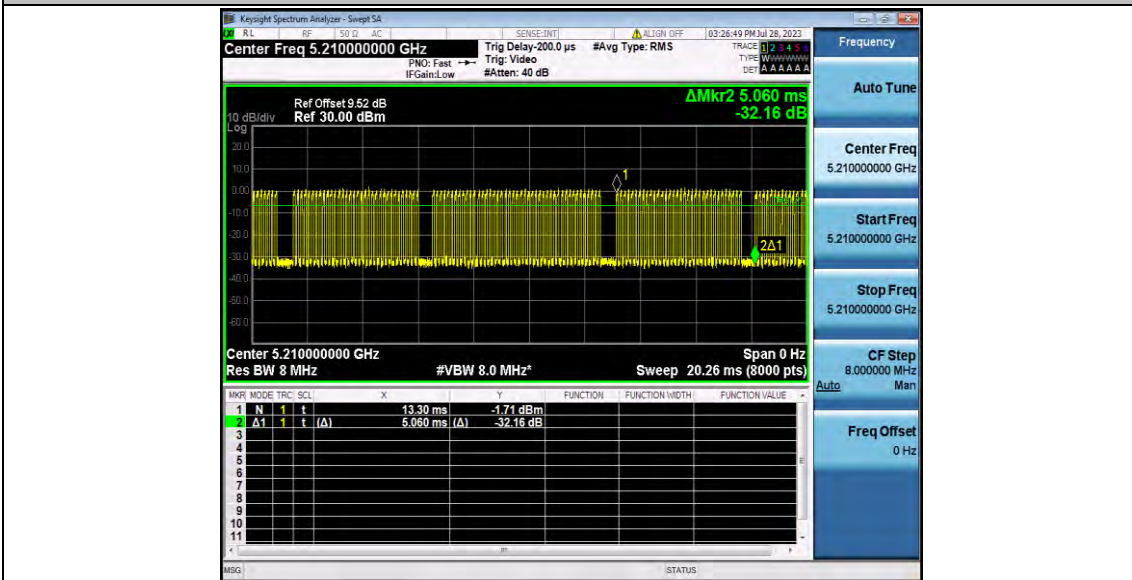 Keysight Spectrum Analyzer - Swept SA
RL RF 50 Ω AC SENSE:INT ALIGN OFF 03:26:49 PM Jul 28, 2023
Center Freq 5.210000000 GHz Trig Delay-200.0 µs #Avg Type: RMS TRACE 1 2 3 4 5 6
PNO: Fast Trig: Video TYPE W
IFGain:Low #Atten: 40 dB DET A A A A A A
Frequency
Auto Tune
Center Freq
5.210000000 GHz
Start Freq
5.210000000 GHz
Stop Freq
5.210000000 GHz
CF Step
8.000000 MHz
Auto Man
Freq Offset
0 Hz
ΔMkr2 5.060 ms
-32.16 dB
Ref Offset 9.52 dB
10 dB/div Ref 30.00 dBm
Log
20.0
10.0
0.00
-10.0
-20.0
-30.0
-40.0
-50.0
-60.0
1
2Δ1
Center 5.210000000 GHz Span 0 Hz
Res BW 8 MHz #VBW 8.0 MHz* Sweep 20.26 ms (8000 pts)
MKR MODE TRC SCL X Y FUNCTION FUNCTION WIDTH FUNCTION VALUE
1 N 1 t 13.30 ms -1.71 dBm
2 Δ1 1 t (Δ) 5.060 ms (Δ) -32.16 dB
3
4
5
6
7
8
9
10
11
MSG STATUS